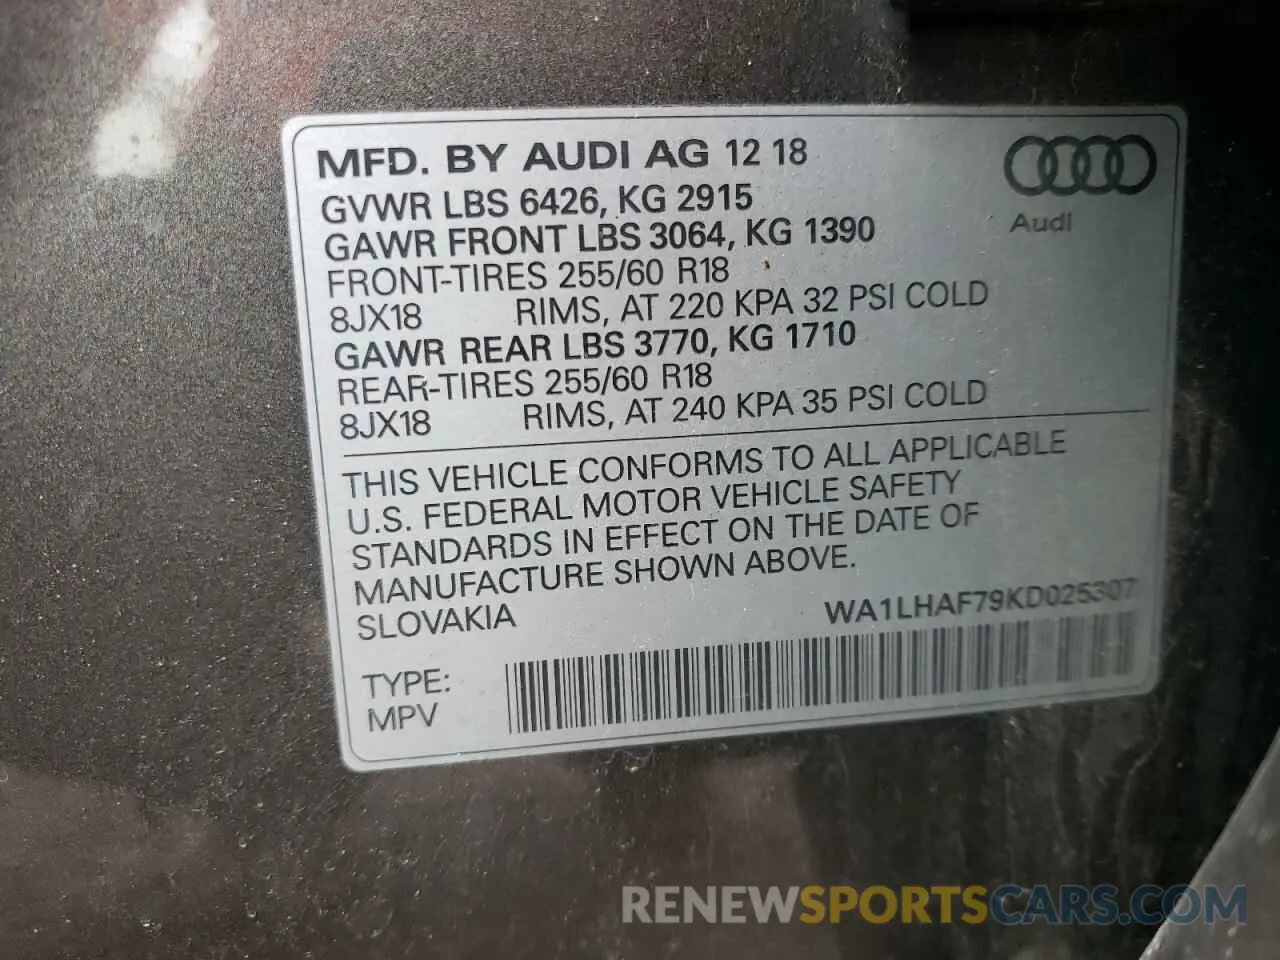 MFD. BY AUDI AG 12 18
GVWR LBS 6426, KG 2915
GAWR FRONT LBS 3064, KG 1390
FRONT-TIRES 255/60 R18
8JX18 RIMS, AT 220 KPA 32 PSI COLD
GAWR REAR LBS 3770, KG 1710
REAR-TIRES 255/60 R18
8JX18 RIMS, AT 240 KPA 35 PSI COLD
Audi
THIS VEHICLE CONFORMS TO ALL APPLICABLE
U.S. FEDERAL MOTOR VEHICLE SAFETY
STANDARDS IN EFFECT ON THE DATE OF
MANUFACTURE SHOWN ABOVE.
SLOVAKIA
WA1LHAF79KD025307
TYPE:
MPV
RENEWSPORTSCARS.COM